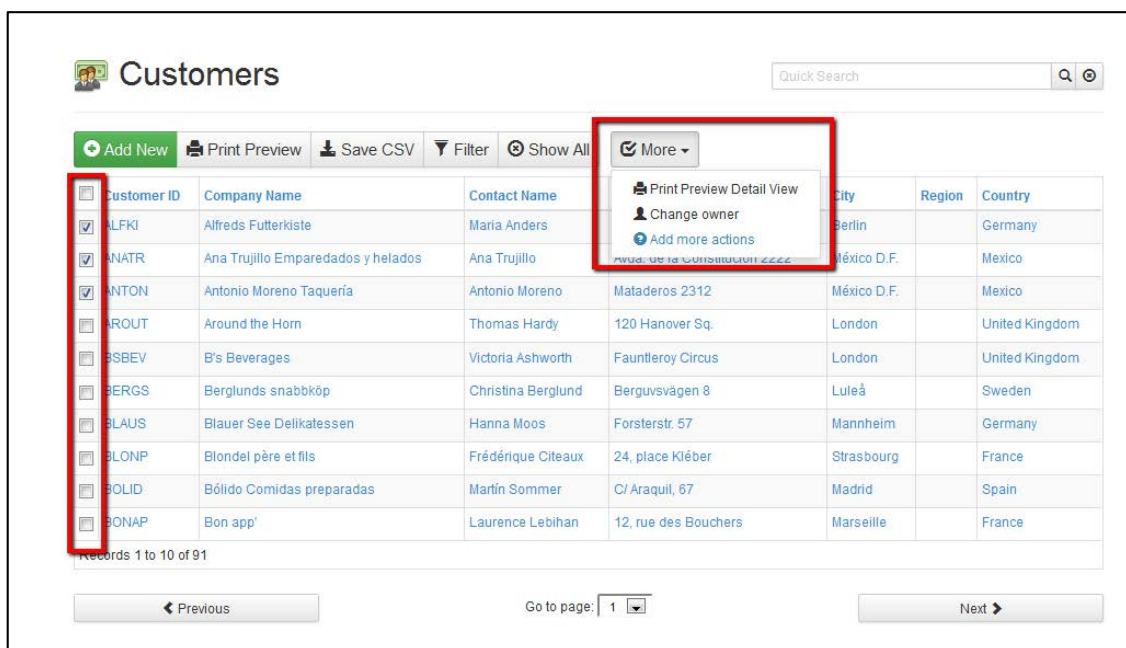 Customers
Quick Search
Add New Print Preview Save CSV Filter Show All More
Print Preview Detail View
Change owner
Add more actions
Customer ID Company Name Contact Name City Region Country
ALFKI Alfreds Futterkiste Maria Anders Berlin Germany
ANATR Ana Trujillo Emparedados y helados Ana Trujillo Avda. de la Constitución 2222 México D.F. Mexico
ANTON Antonio Moreno Taquería Antonio Moreno Mataderos 2312 México D.F. Mexico
AROUT Around the Horn Thomas Hardy 120 Hanover Sq. London United Kingdom
BSBEV B's Beverages Victoria Ashworth Fauntleroy Circus London United Kingdom
BERGS Berglunds snabbköp Christina Berglund Berguvsvägen 8 Luleå Sweden
BLAUS Blauer See Delikatessen Hanna Moos Forsterstr. 57 Mannheim Germany
BLONP Blondel père et fils Frédérique Citeaux 24, place Kléber Strasbourg France
BOLID Bólido Comidas preparadas Martín Sommer C/ Araquil, 67 Madrid Spain
BONAP Bon app' Laurence Lebihan 12, rue des Bouchers Marseille France
Records 1 to 10 of 91
Previous Go to page: 1 Next